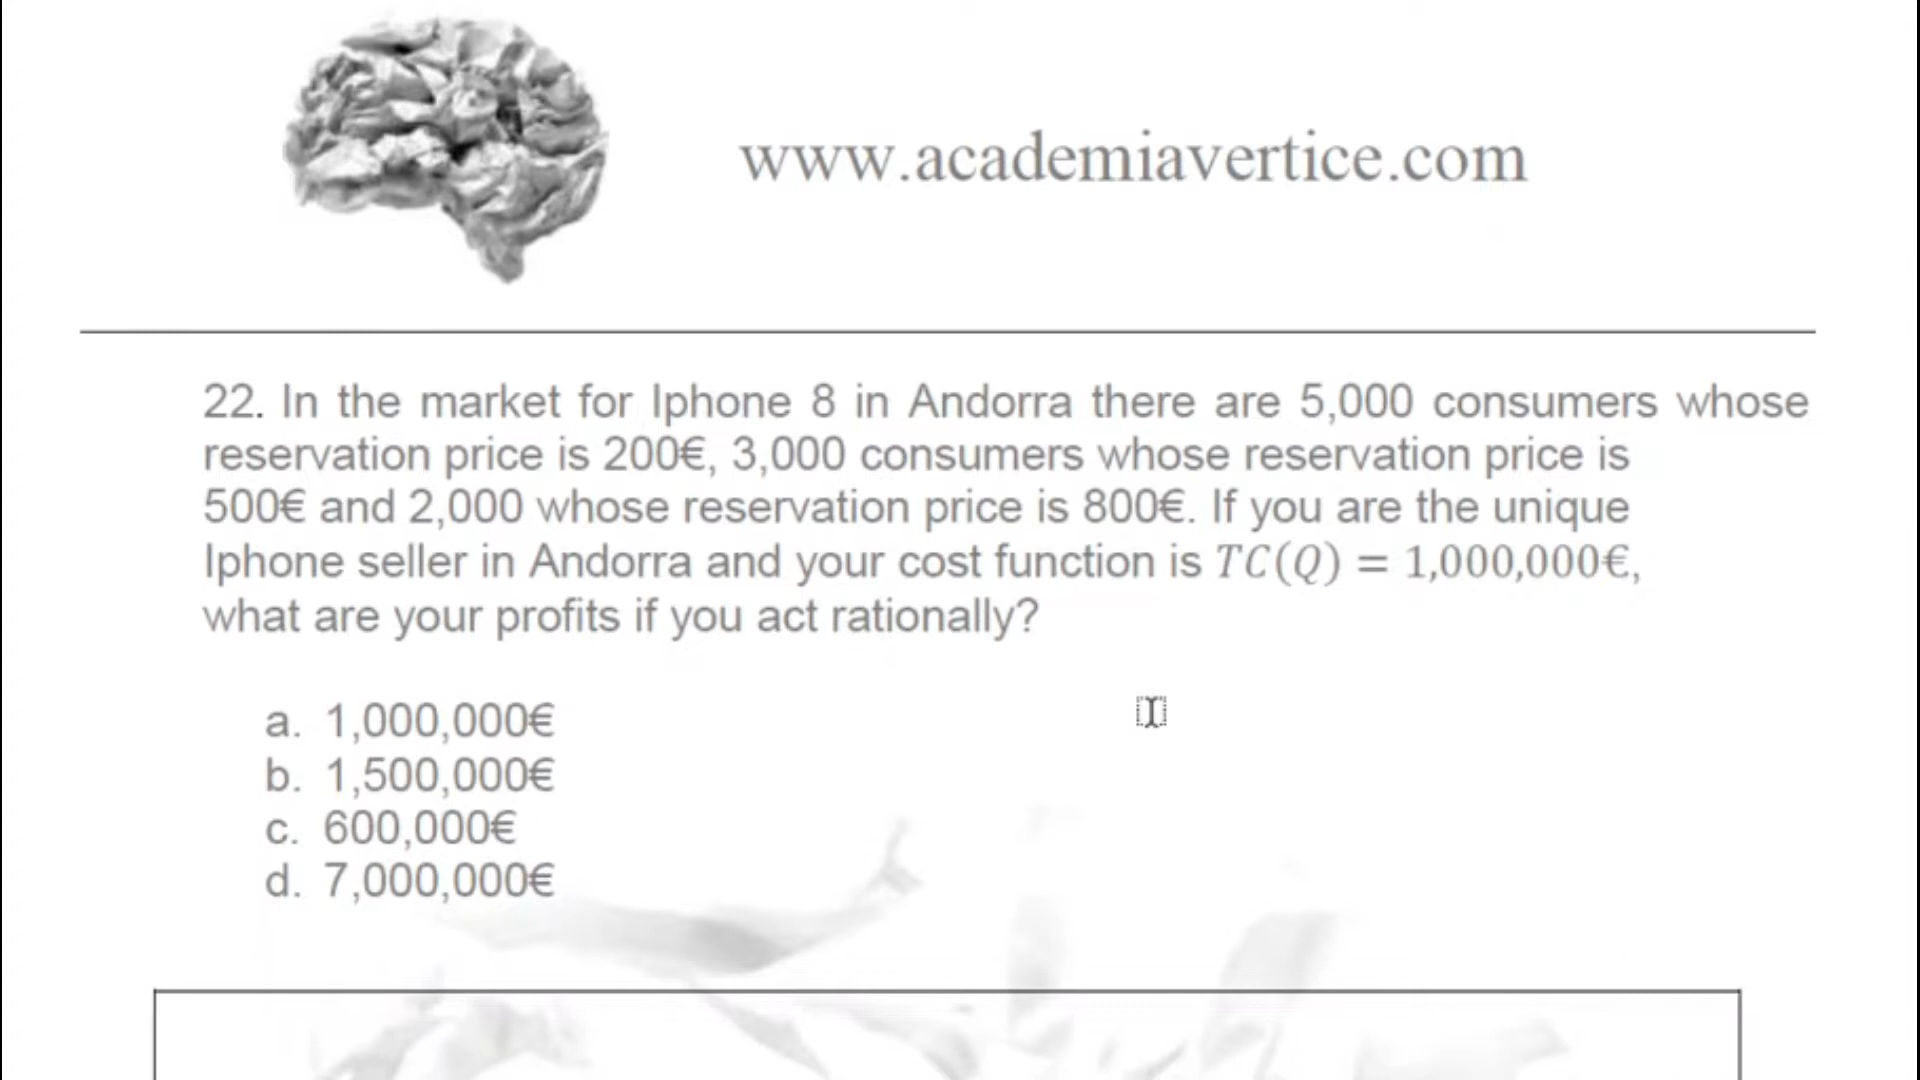 www.academiavertice.com
22. In the market for Iphone 8 in Andorra there are 5,000 consumers whose
reservation price is 200€, 3,000 consumers whose reservation price is
500€ and 2,000 whose reservation price is 800€. If you are the unique
Iphone seller in Andorra and your cost function is TC(Q) = 1,000,000€,
what are your profits if you act rationally?
a. 1,000,000€
b. 1,500,000€
c. 600,000€
d. 7,000,000€